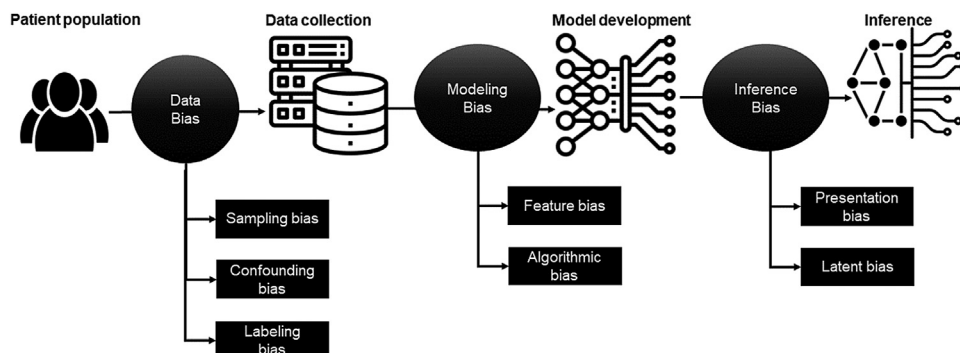 Patient population
Data collection
Model development
Inference
Data
Bias
Modeling
Bias
Inference
Bias
Sampling bias
Confounding
bias
Labeling
bias
Feature bias
Algorithmic
bias
Presentation
bias
Latent bias